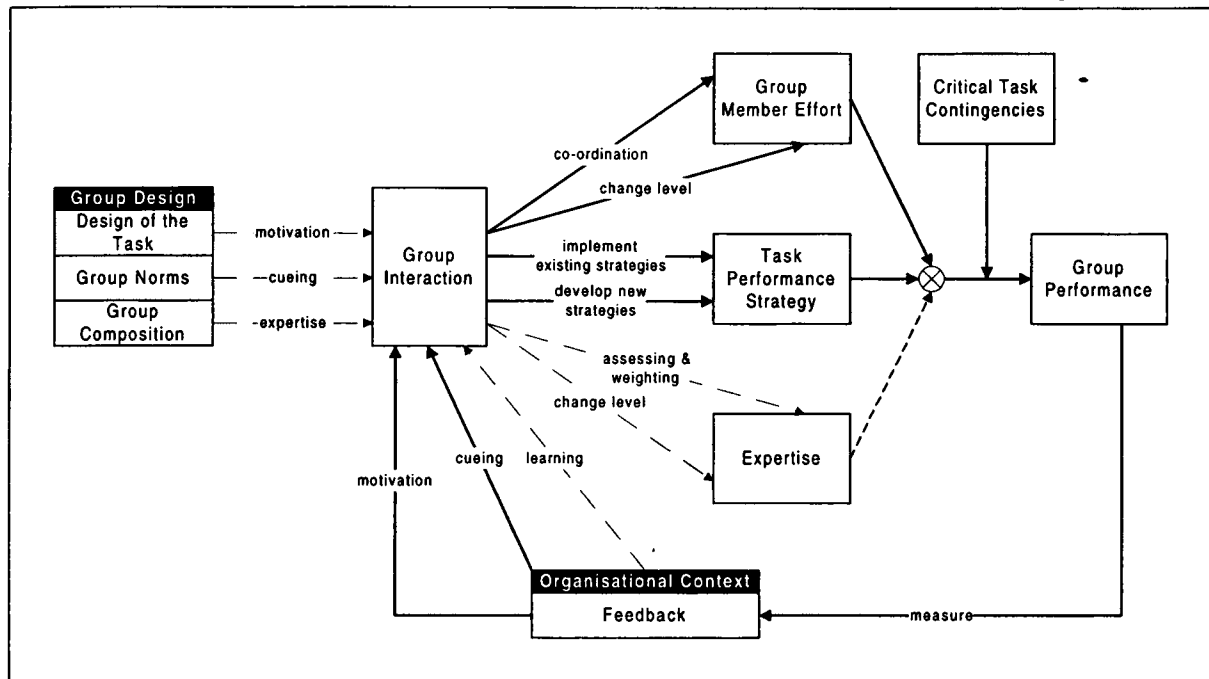 Group
Member Effort
Critical Task
Contingencies
co-ordination
change level
Group Design
Design of the
Task
Group Norms
Group
Composition
motivation
cueing
expertise
Group
Interaction
implement
existing strategies
develop new
strategies
Task
Performance
Strategy
Group
Performance
assessing &
weighting
change level
Expertise
cueing
learning
motivation
Organisational Context
Feedback
measure